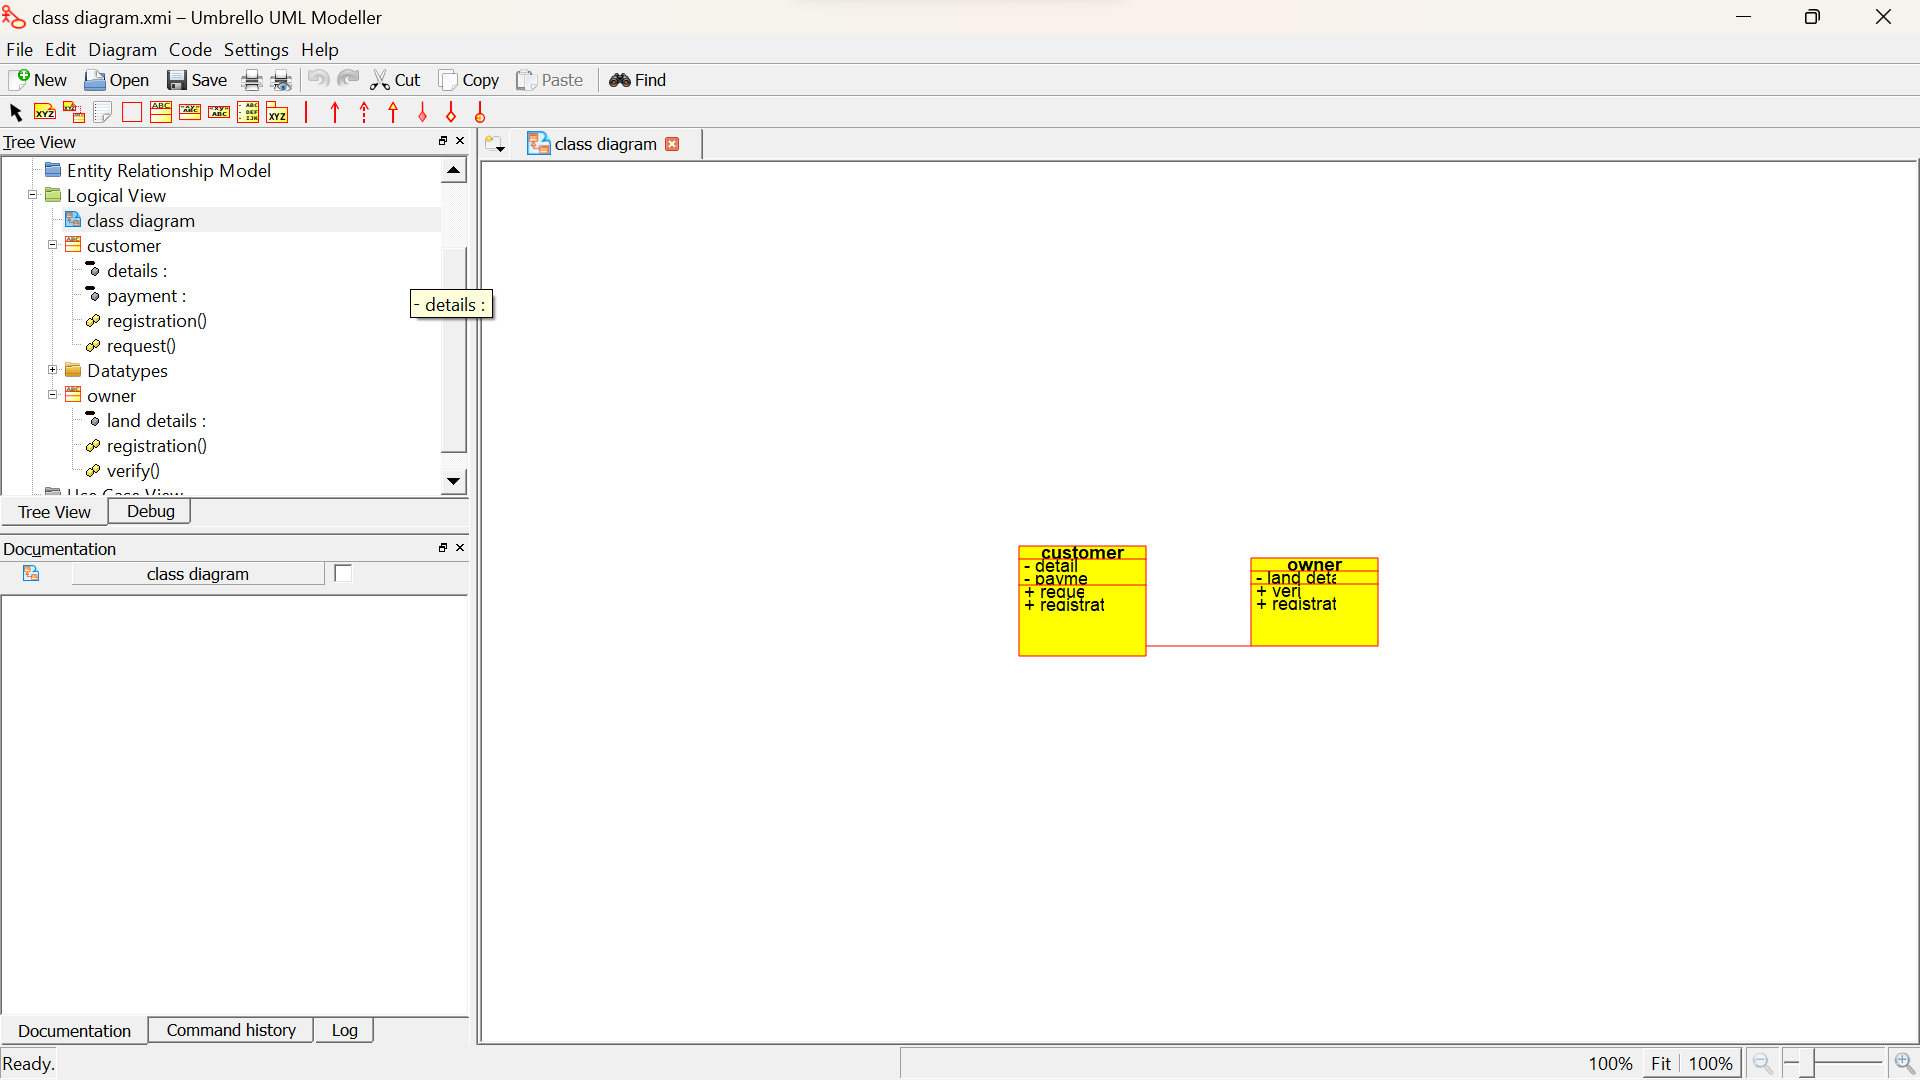 class diagram.xmi – Umbrello UML Modeller
File Edit Diagram Code Settings Help
New Open Save Cut Copy Paste Find
Tree View
class diagram
Entity Relationship Model
Logical View
class diagram
customer
details :
payment :
- details :
registration()
request()
Datatypes
owner
land details :
registration()
verify()
Use Case View
Tree View Debug
Documentation
class diagram
customer
- detail
- payme
+ reque
+ registrat
owner
- land deta
+ veri
+ registrat
Documentation Command history Log
Ready.
100% Fit 100%